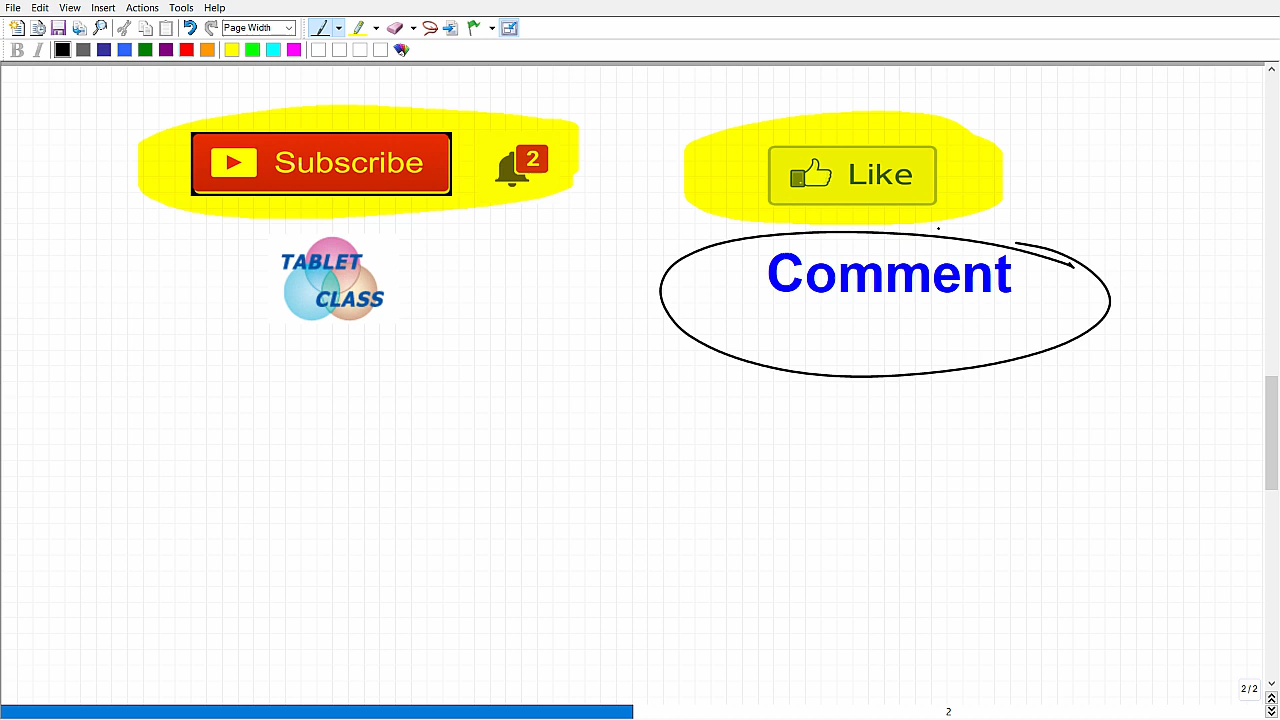 File Edit View Insert Actions Tools Help
Page Width
B I
Subscribe
2
Like
TABLET
CLASS
Comment
2/2
2